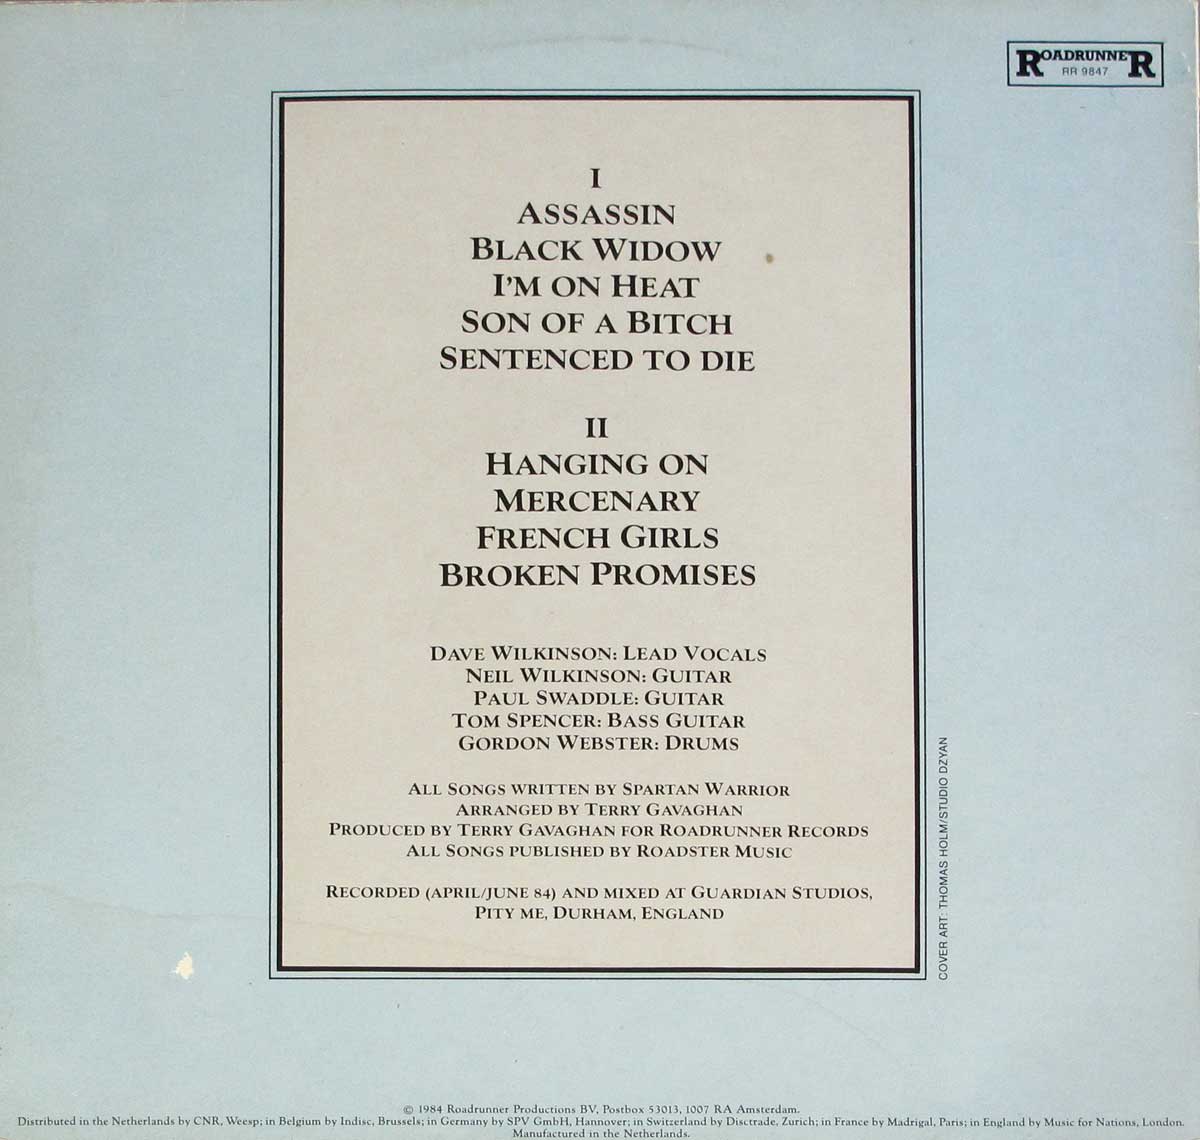 ROADRUNNER
RR 9847
I
ASSASSIN
BLACK WIDOW
I'M ON HEAT
SON OF A BITCH
SENTENCED TO DIE
II
HANGING ON
MERCENARY
FRENCH GIRLS
BROKEN PROMISES
DAVE WILKINSON: LEAD VOCALS
NEIL WILKINSON: GUITAR
PAUL SWADDLE: GUITAR
TOM SPENCER: BASS GUITAR
GORDON WEBSTER: DRUMS
ALL SONGS WRITTEN BY SPARTAN WARRIOR
ARRANGED BY TERRY GAVAGHAN
PRODUCED BY TERRY GAVAGHAN FOR ROADRUNNER RECORDS
ALL SONGS PUBLISHED BY ROADSTER MUSIC
RECORDED (APRIL/JUNE 84) AND MIXED AT GUARDIAN STUDIOS,
PITY ME, DURHAM, ENGLAND
COVER ART: THOMAS HOLM/STUDIO DZYAN
© 1984 Roadrunner Productions BV, Postbox 53013, 1007 RA Amsterdam.
Distributed in the Netherlands by CNR, Weesp; in Belgium by Indisc, Brussels; in Germany by SPV GmbH, Hannover; in Switzerland by Disctrade, Zurich; in France by Madrigal, Paris; in England by Music for Nations, London.
Manufactured in the Netherlands.